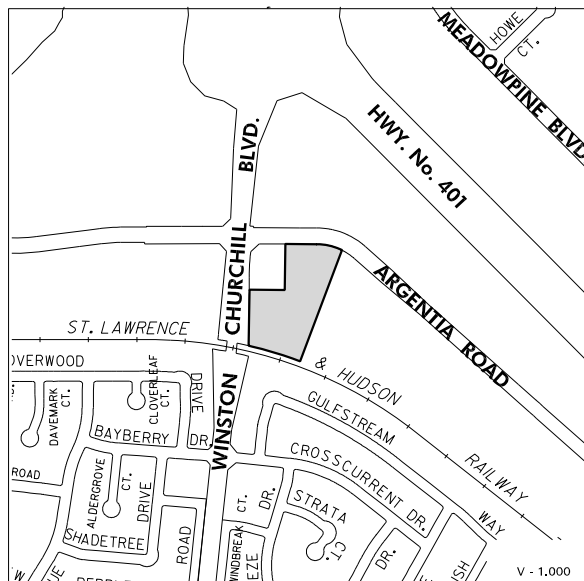 HOWE
CT.
MEADOWPINE BLVD
HWY. No. 401
BLVD.
CHURCHILL
WINSTON
ARGENTIA ROAD
ST. LAWRENCE
& HUDSON
RAILWAY
OVERWOOD
CLOVERLEAF
CT.
DRIVE
DAVEMARK
CT.
BAYBERRY
DR.
GULFSTREAM
WAY
CROSSCURRENT DR.
ROAD
ALDERGROVE
CT.
DRIVE
SHADETREE
ROAD
CT.
DR.
STRATA
CT.
DR.
WINDBREAK
V - 1.000